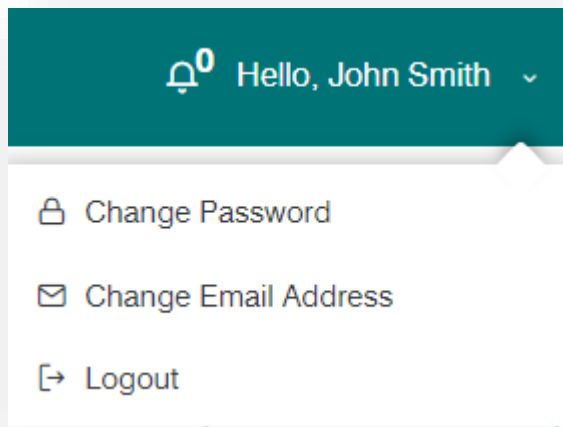 0 Hello, John Smith
Change Password
Change Email Address
Logout